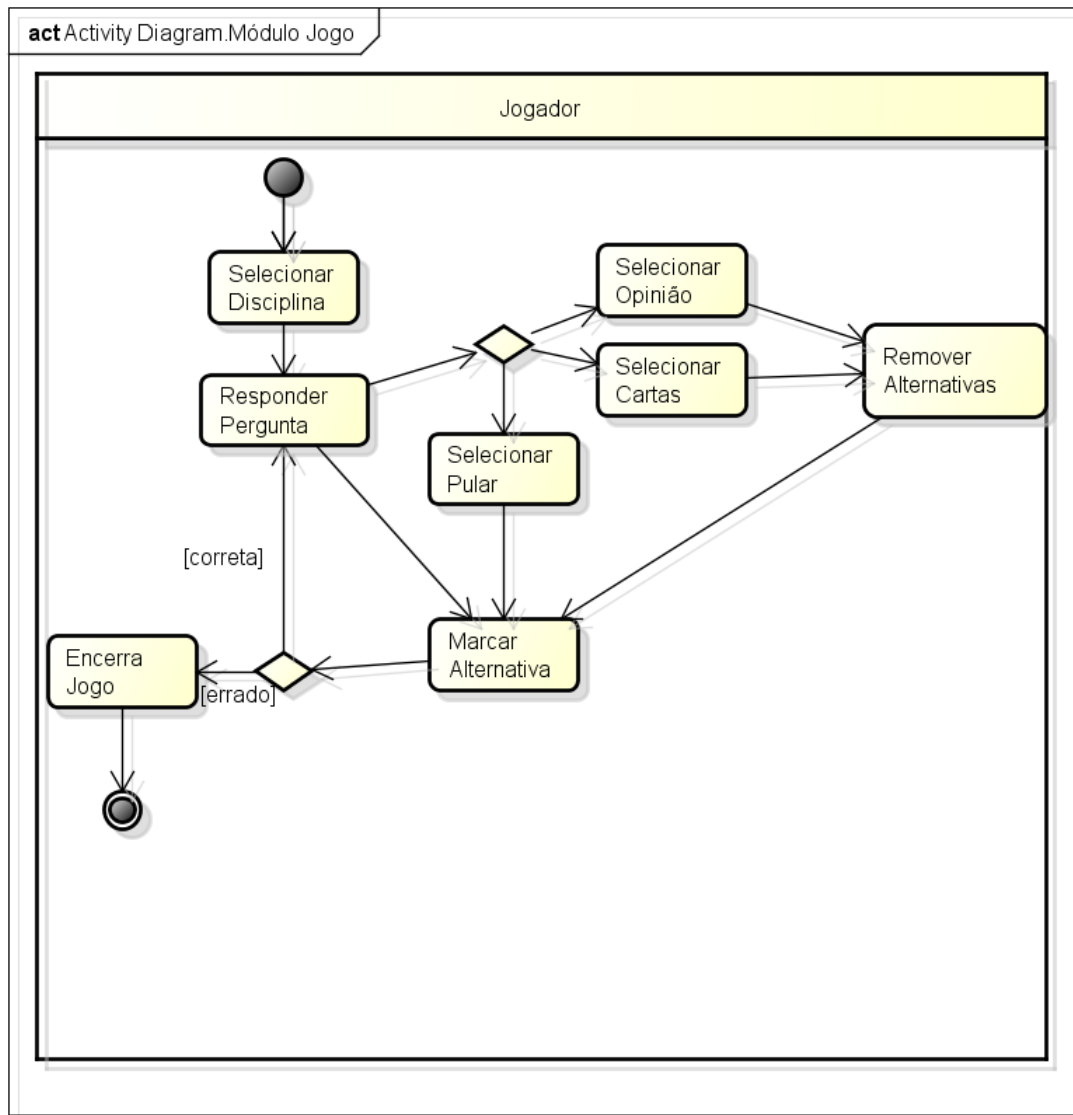 act Activity Diagram.Módulo Jogo
Jogador
Selecionar
Disciplina
Selecionar
Opinião
Responder
Pergunta
Selecionar
Cartas
Remover
Alternativas
Selecionar
Pular
[correta]
Marcar
Alternativa
Encerra
Jogo
[errado]